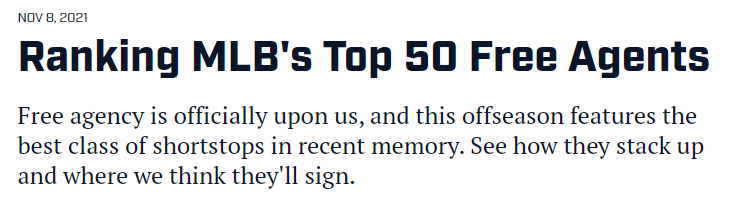 NOV 8, 2021
Ranking MLB's Top 50 Free Agents
Free agency is officially upon us, and this offseason features the
best class of shortstops in recent memory. See how they stack up
and where we think they'll sign.